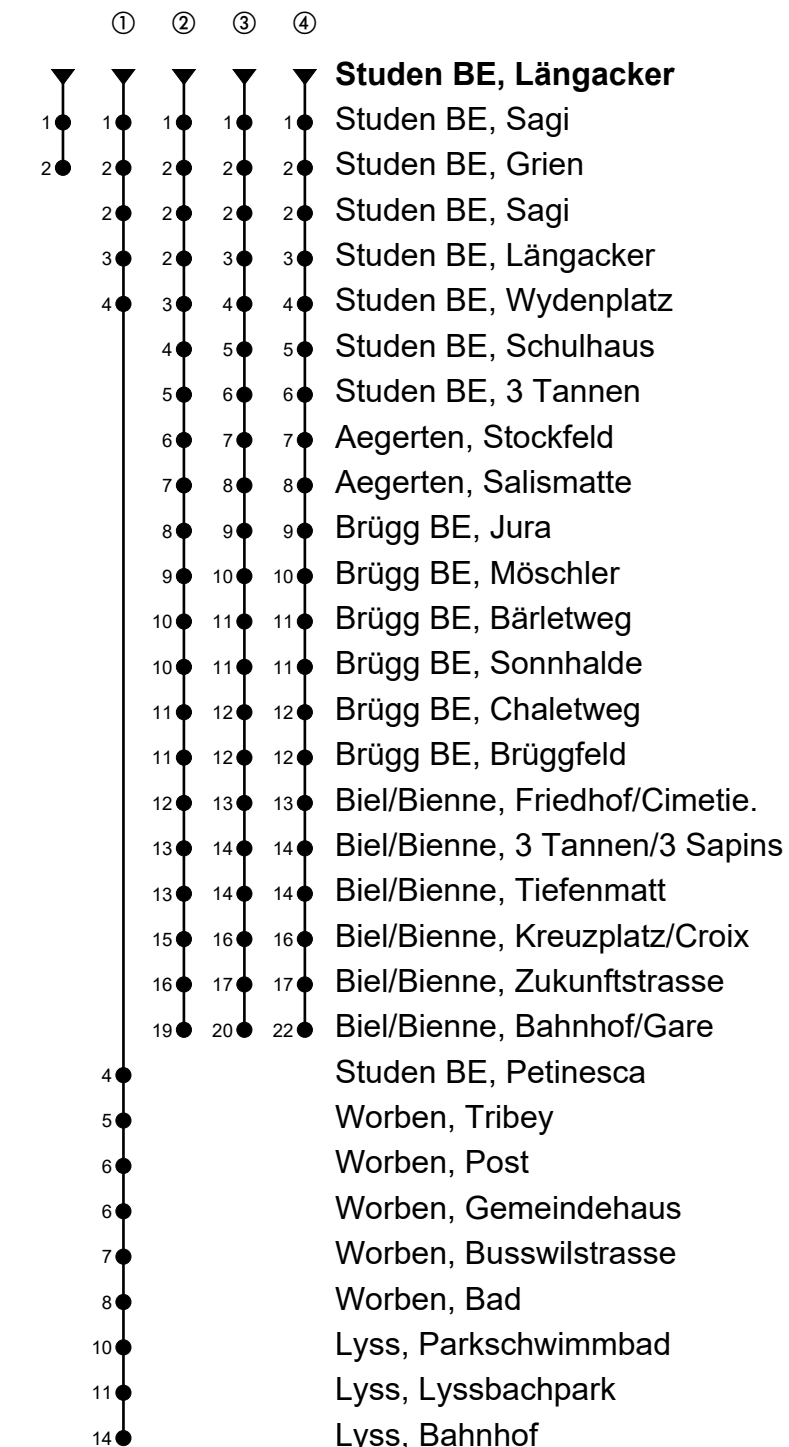 ① ② ③ ④
Studen BE, Längacker
1 1 1 1 1 Studen BE, Sagi
2 2 2 2 2 Studen BE, Grien
2 2 2 2 Studen BE, Sagi
3 2 3 3 Studen BE, Längacker
4 3 4 4 Studen BE, Wydenplatz
4 5 5 Studen BE, Schulhaus
5 6 6 Studen BE, 3 Tannen
6 7 7 Aegerten, Stockfeld
7 8 8 Aegerten, Salismatte
8 9 9 Brügg BE, Jura
9 10 10 Brügg BE, Möschler
10 11 11 Brügg BE, Bärletweg
10 11 11 Brügg BE, Sonnhalde
11 12 12 Brügg BE, Chaletweg
11 12 12 Brügg BE, Brüggfeld
12 13 13 Biel/Bienne, Friedhof/Cimetie.
13 14 14 Biel/Bienne, 3 Tannen/3 Sapins
13 14 14 Biel/Bienne, Tiefenmatt
15 16 16 Biel/Bienne, Kreuzplatz/Croix
16 17 17 Biel/Bienne, Zukunftstrasse
19 20 22 Biel/Bienne, Bahnhof/Gare
4 Studen BE, Petinesca
5 Worben, Tribey
6 Worben, Post
6 Worben, Gemeindehaus
7 Worben, Busswilstrasse
8 Worben, Bad
10 Lyss, Parkschwimmbad
11 Lyss, Lyssbachpark
14 Lyss, Bahnhof